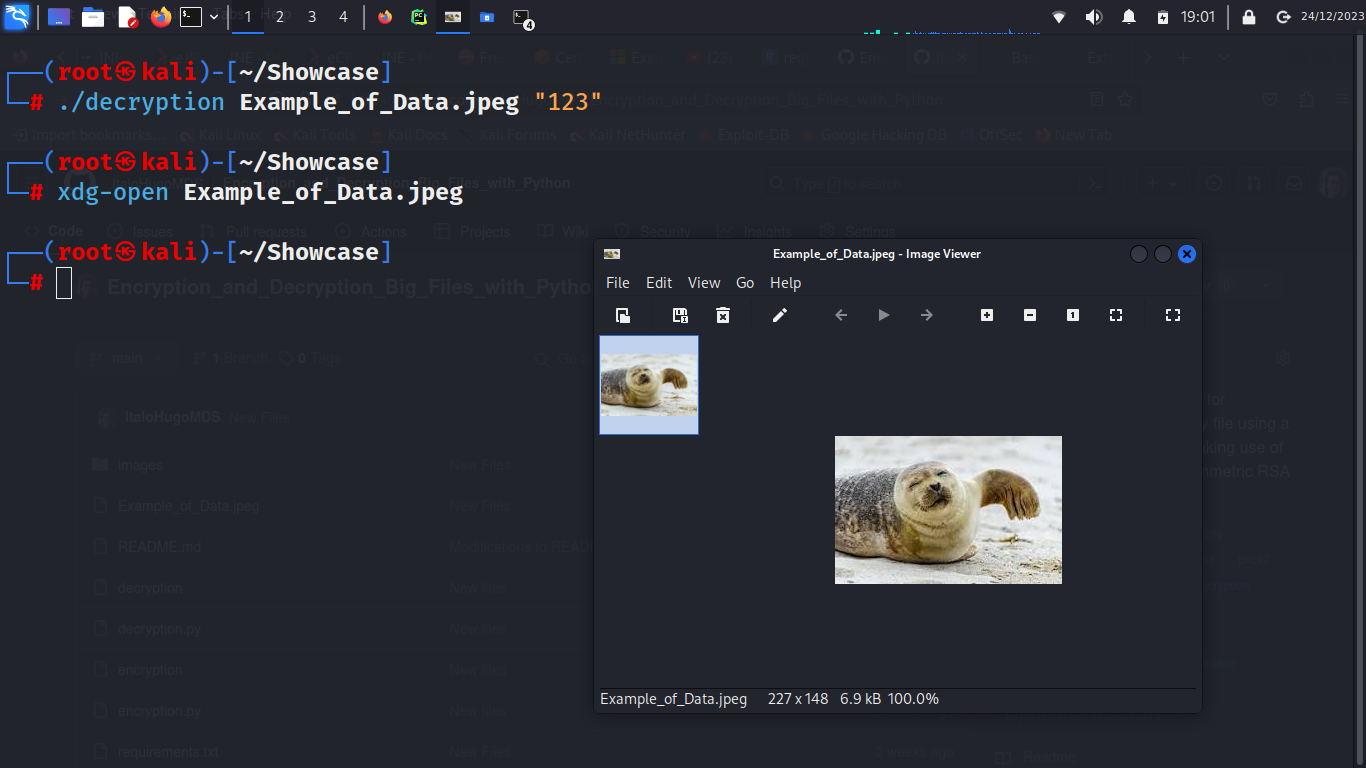 1 2 3 4 4 19:01 24/12/2023
┌──(root㉿kali)-[~/Showcase]
└─# ./decryption Example_of_Data.jpeg "123"
┌──(root㉿kali)-[~/Showcase]
└─# xdg-open Example_of_Data.jpeg
┌──(root㉿kali)-[~/Showcase]
└─#
Example_of_Data.jpeg - Image Viewer
File Edit View Go Help
1
Example_of_Data.jpeg 227 x 148 6.9 kB 100.0%
Import bookmarks... Kali Linux Kali Tools Kali Docs Kali Forums Kali NetHunter Exploit-DB Google Hacking DB OffSec New Tab
Code Issues Pull requests Actions Projects Wiki Security Insights Settings
Encryption_and_Decryption_Big_Files_with_Python
main 1 Branch 0 Tags
ItaloHugoMDS New Files
images New Files
Example_of_Data.jpeg New Files
README.md
decryption New Files
decryption.py New Files
encryption New Files
encryption.py New Files
requirements.txt New Files 2 weeks ago
for
file using a
use of
RSA
Readme